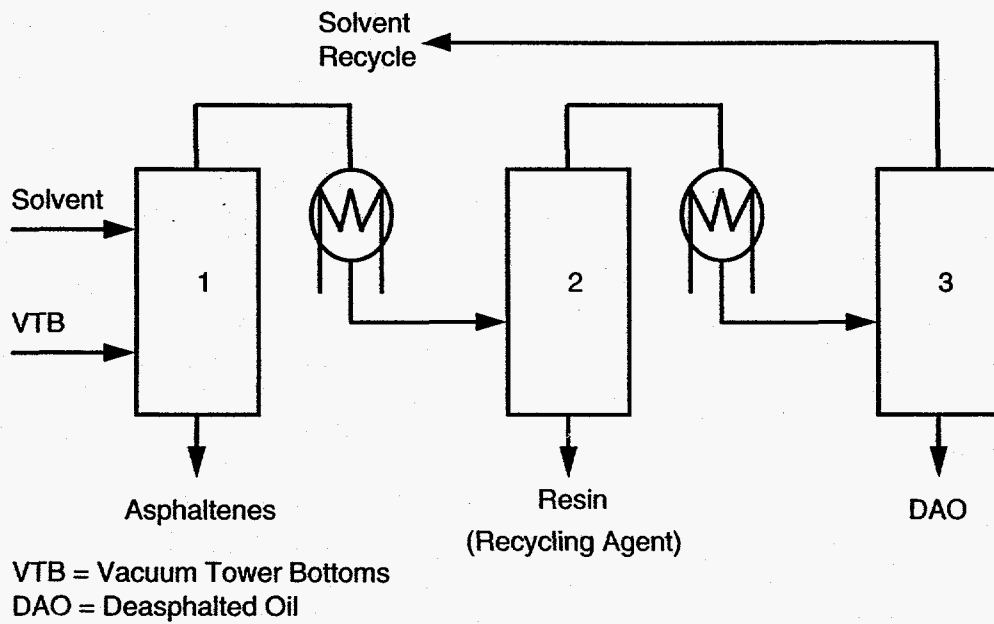 Solvent
Recycle
Solvent
VTB
1
2
3
Asphaltenes
Resin
(Recycling Agent)
DAO
VTB = Vacuum Tower Bottoms
DAO = Deasphalted Oil